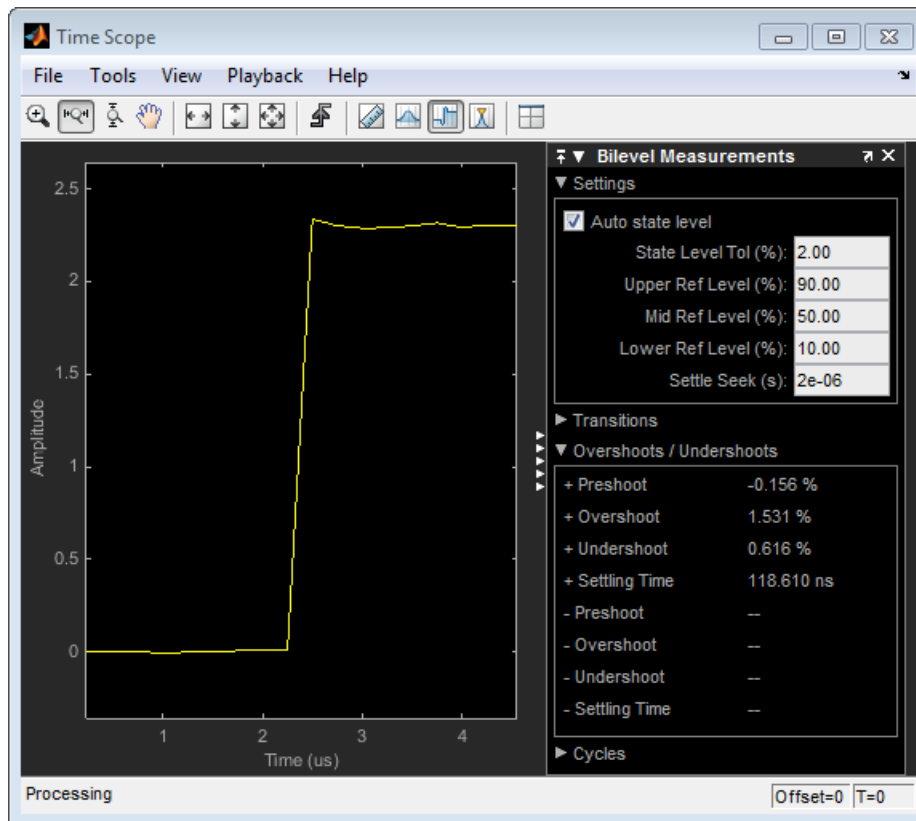 Time Scope
File Tools View Playback Help
Bilevel Measurements
Settings
Auto state level
State Level Tol (%): 2.00
Upper Ref Level (%): 90.00
Mid Ref Level (%): 50.00
Lower Ref Level (%): 10.00
Settle Seek (s): 2e-06
Transitions
Overshoots / Undershoots
+ Preshoot -0.156 %
+ Overshoot 1.531 %
+ Undershoot 0.616 %
+ Settling Time 118.610 ns
- Preshoot --
- Overshoot --
- Undershoot --
- Settling Time --
Cycles
2.5
2
1.5
1
0.5
0
Amplitude
1 2 3 4
Time (us)
Processing
Offset=0 T=0